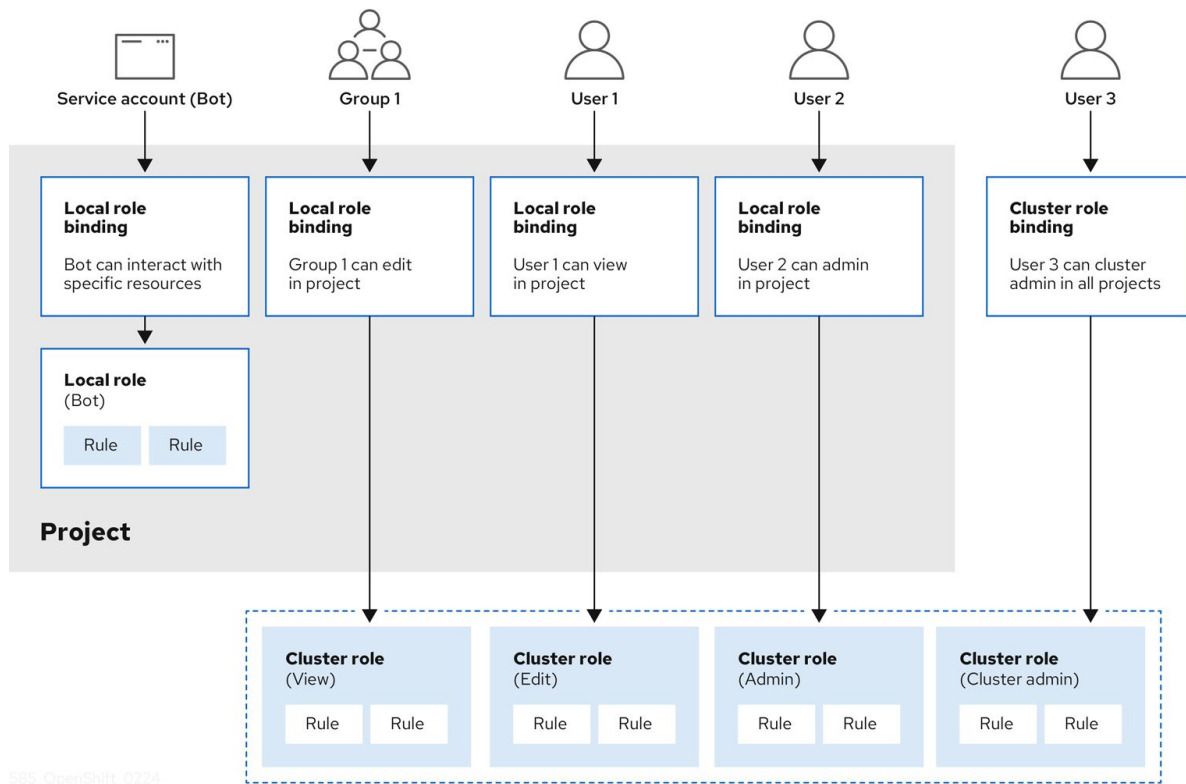 Service account (Bot)
Group 1
User 1
User 2
User 3
Local role
binding
Bot can interact with
specific resources
Local role
binding
Group 1 can edit
in project
Local role
binding
User 1 can view
in project
Local role
binding
User 2 can admin
in project
Cluster role
binding
User 3 can cluster
admin in all projects
Local role
(Bot)
Rule
Rule
Project
Cluster role
(View)
Rule
Rule
Cluster role
(Edit)
Rule
Rule
Cluster role
(Admin)
Rule
Rule
Cluster role
(Cluster admin)
Rule
Rule
585_OpenShift_0224